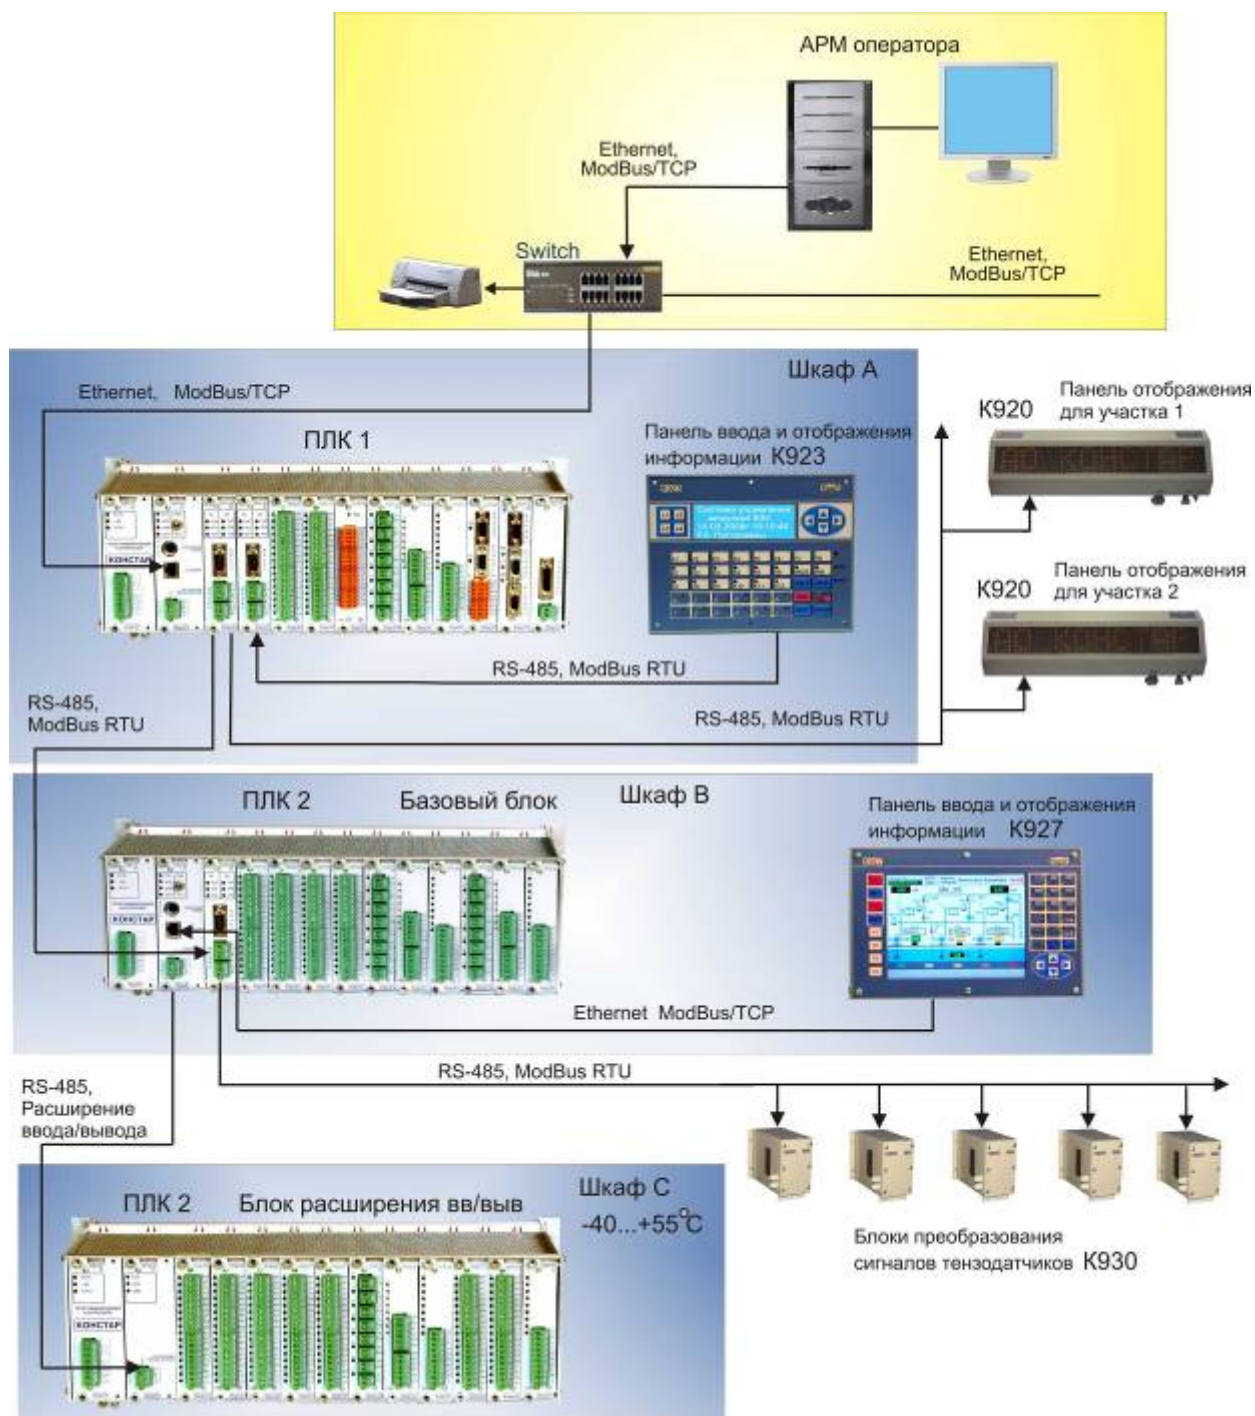 АРМ оператора
Ethernet,
ModBus/TCP
Switch
Ethernet,
ModBus/TCP
Шкаф А
Ethernet, ModBus/TCP
ПЛК 1
Панель ввода и отображения
информации К923
КОНСТАР
К920
Панель отображения
для участка 1
К920
Панель отображения
для участка 2
RS-485, ModBus RTU
RS-485,
ModBus RTU
RS-485, ModBus RTU
ПЛК 2 Базовый блок
Шкаф В
Панель ввода и отображения
информации К927
КОНСТАР
Ethernet ModBus/TCP
RS-485, ModBus RTU
RS-485,
Расширение
ввода/вывода
ПЛК 2 Блок расширения вв/выв
Шкаф С
-40...+55°С
КОНСТАР
Блоки преобразования
сигналов тензодатчиков К930